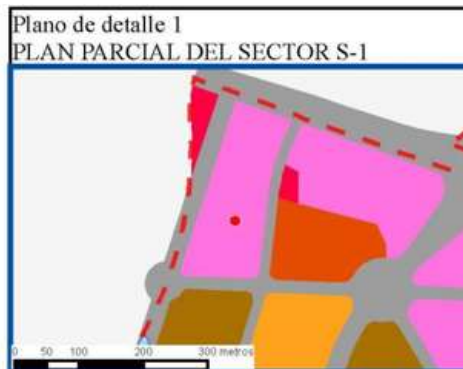 Plano de detalle 1
PLAN PARCIAL DEL SECTOR S-1
0 50 100 200 300 metros